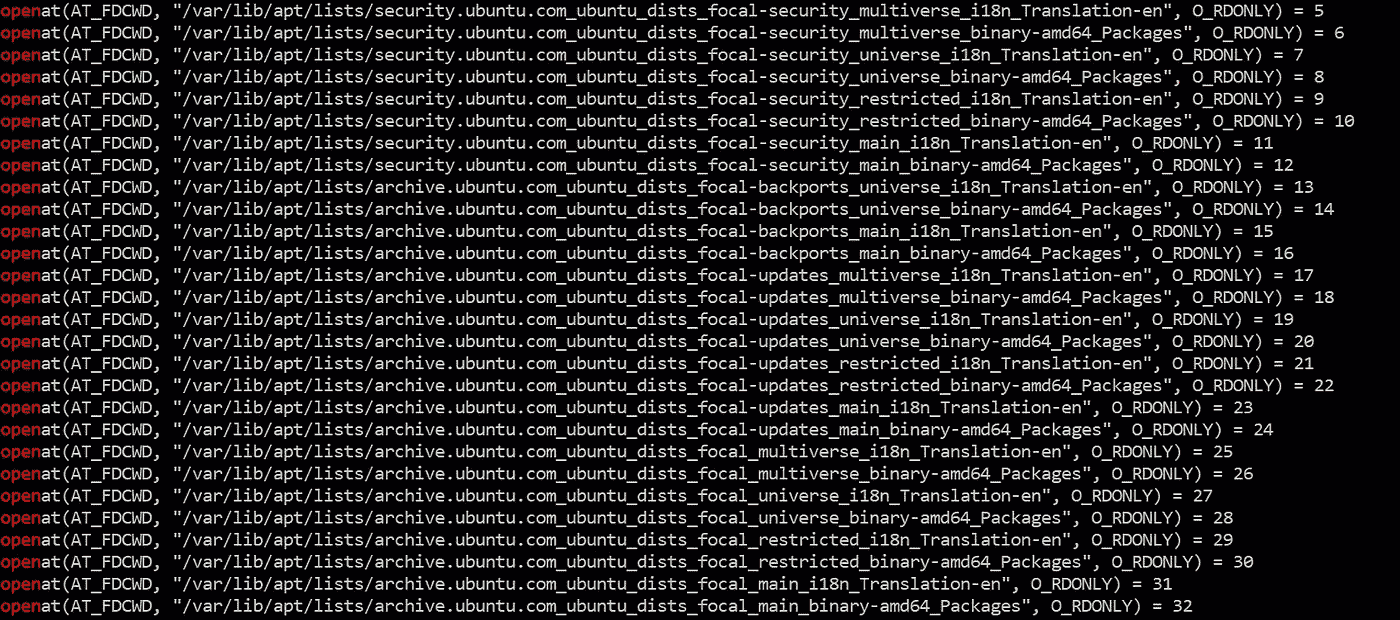 openat(AT_FDCWD, "/var/lib/apt/lists/security.ubuntu.com_ubuntu_dists_focal-security_multiverse_i18n_Translation-en", O_RDONLY) = 5
openat(AT_FDCWD, "/var/lib/apt/lists/security.ubuntu.com_ubuntu_dists_focal-security_multiverse_binary-amd64_Packages", O_RDONLY) = 6
openat(AT_FDCWD, "/var/lib/apt/lists/security.ubuntu.com_ubuntu_dists_focal-security_universe_i18n_Translation-en", O_RDONLY) = 7
openat(AT_FDCWD, "/var/lib/apt/lists/security.ubuntu.com_ubuntu_dists_focal-security_universe_binary-amd64_Packages", O_RDONLY) = 8
openat(AT_FDCWD, "/var/lib/apt/lists/security.ubuntu.com_ubuntu_dists_focal-security_restricted_i18n_Translation-en", O_RDONLY) = 9
openat(AT_FDCWD, "/var/lib/apt/lists/security.ubuntu.com_ubuntu_dists_focal-security_restricted_binary-amd64_Packages", O_RDONLY) = 10
openat(AT_FDCWD, "/var/lib/apt/lists/security.ubuntu.com_ubuntu_dists_focal-security_main_i18n_Translation-en", O_RDONLY) = 11
openat(AT_FDCWD, "/var/lib/apt/lists/security.ubuntu.com_ubuntu_dists_focal-security_main_binary-amd64_Packages", O_RDONLY) = 12
openat(AT_FDCWD, "/var/lib/apt/lists/archive.ubuntu.com_ubuntu_dists_focal-backports_universe_i18n_Translation-en", O_RDONLY) = 13
openat(AT_FDCWD, "/var/lib/apt/lists/archive.ubuntu.com_ubuntu_dists_focal-backports_universe_binary-amd64_Packages", O_RDONLY) = 14
openat(AT_FDCWD, "/var/lib/apt/lists/archive.ubuntu.com_ubuntu_dists_focal-backports_main_i18n_Translation-en", O_RDONLY) = 15
openat(AT_FDCWD, "/var/lib/apt/lists/archive.ubuntu.com_ubuntu_dists_focal-backports_main_binary-amd64_Packages", O_RDONLY) = 16
openat(AT_FDCWD, "/var/lib/apt/lists/archive.ubuntu.com_ubuntu_dists_focal-updates_multiverse_i18n_Translation-en", O_RDONLY) = 17
openat(AT_FDCWD, "/var/lib/apt/lists/archive.ubuntu.com_ubuntu_dists_focal-updates_multiverse_binary-amd64_Packages", O_RDONLY) = 18
openat(AT_FDCWD, "/var/lib/apt/lists/archive.ubuntu.com_ubuntu_dists_focal-updates_universe_i18n_Translation-en", O_RDONLY) = 19
openat(AT_FDCWD, "/var/lib/apt/lists/archive.ubuntu.com_ubuntu_dists_focal-updates_universe_binary-amd64_Packages", O_RDONLY) = 20
openat(AT_FDCWD, "/var/lib/apt/lists/archive.ubuntu.com_ubuntu_dists_focal-updates_restricted_i18n_Translation-en", O_RDONLY) = 21
openat(AT_FDCWD, "/var/lib/apt/lists/archive.ubuntu.com_ubuntu_dists_focal-updates_restricted_binary-amd64_Packages", O_RDONLY) = 22
openat(AT_FDCWD, "/var/lib/apt/lists/archive.ubuntu.com_ubuntu_dists_focal-updates_main_i18n_Translation-en", O_RDONLY) = 23
openat(AT_FDCWD, "/var/lib/apt/lists/archive.ubuntu.com_ubuntu_dists_focal-updates_main_binary-amd64_Packages", O_RDONLY) = 24
openat(AT_FDCWD, "/var/lib/apt/lists/archive.ubuntu.com_ubuntu_dists_focal_multiverse_i18n_Translation-en", O_RDONLY) = 25
openat(AT_FDCWD, "/var/lib/apt/lists/archive.ubuntu.com_ubuntu_dists_focal_multiverse_binary-amd64_Packages", O_RDONLY) = 26
openat(AT_FDCWD, "/var/lib/apt/lists/archive.ubuntu.com_ubuntu_dists_focal_universe_i18n_Translation-en", O_RDONLY) = 27
openat(AT_FDCWD, "/var/lib/apt/lists/archive.ubuntu.com_ubuntu_dists_focal_universe_binary-amd64_Packages", O_RDONLY) = 28
openat(AT_FDCWD, "/var/lib/apt/lists/archive.ubuntu.com_ubuntu_dists_focal_restricted_i18n_Translation-en", O_RDONLY) = 29
openat(AT_FDCWD, "/var/lib/apt/lists/archive.ubuntu.com_ubuntu_dists_focal_restricted_binary-amd64_Packages", O_RDONLY) = 30
openat(AT_FDCWD, "/var/lib/apt/lists/archive.ubuntu.com_ubuntu_dists_focal_main_i18n_Translation-en", O_RDONLY) = 31
openat(AT_FDCWD, "/var/lib/apt/lists/archive.ubuntu.com_ubuntu_dists_focal_main_binary-amd64_Packages", O_RDONLY) = 32